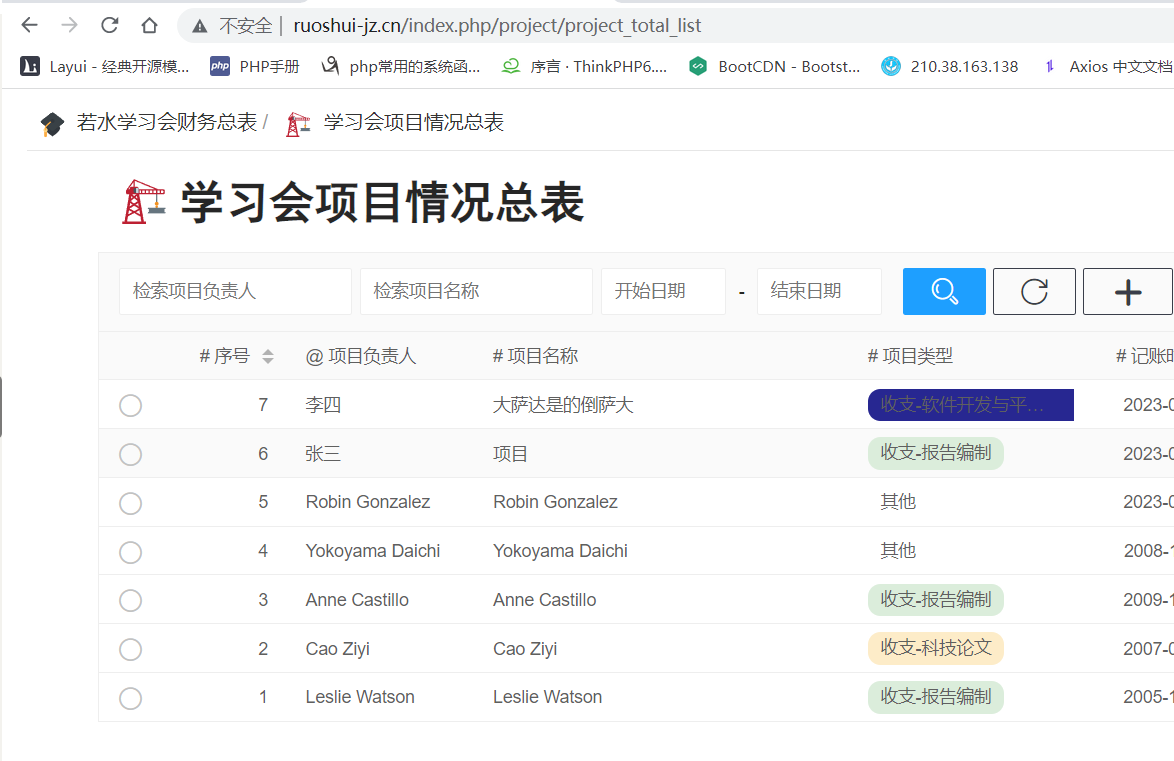 不安全 | ruoshui-jz.cn/index.php/project/project_total_list
Layui - 经典开源模... PHP手册 php常用的系统函... 序言 · ThinkPHP6.... BootCDN - Bootst... 210.38.163.138 Axios 中文文档
若水学习会财务总表 / 学习会项目情况总表
学习会项目情况总表
检索项目负责人 检索项目名称 开始日期 - 结束日期
# 序号 @ 项目负责人 # 项目名称 # 项目类型 # 记账时
7 李四 大萨达是的倒萨大 收支-软件开发与平... 2023-0
6 张三 项目 收支-报告编制 2023-0
5 Robin Gonzalez Robin Gonzalez 其他 2023-0
4 Yokoyama Daichi Yokoyama Daichi 其他 2008-1
3 Anne Castillo Anne Castillo 收支-报告编制 2009-1
2 Cao Ziyi Cao Ziyi 收支-科技论文 2007-0
1 Leslie Watson Leslie Watson 收支-报告编制 2005-1